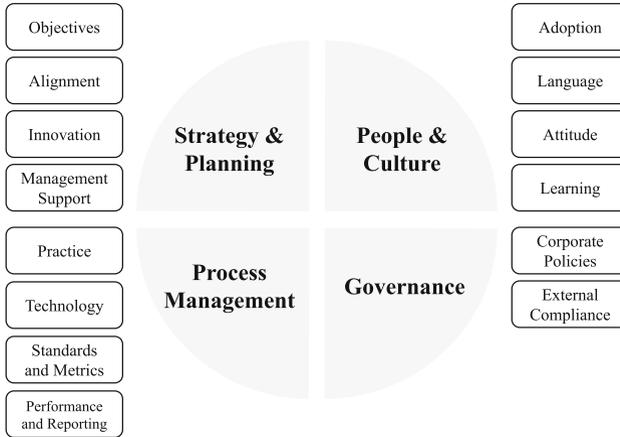 Objectives
Alignment
Innovation
Management
Support
Strategy &
Planning
People &
Culture
Adoption
Language
Attitude
Learning
Practice
Technology
Standards
and Metrics
Performance
and Reporting
Process
Management
Governance
Corporate
Policies
External
Compliance